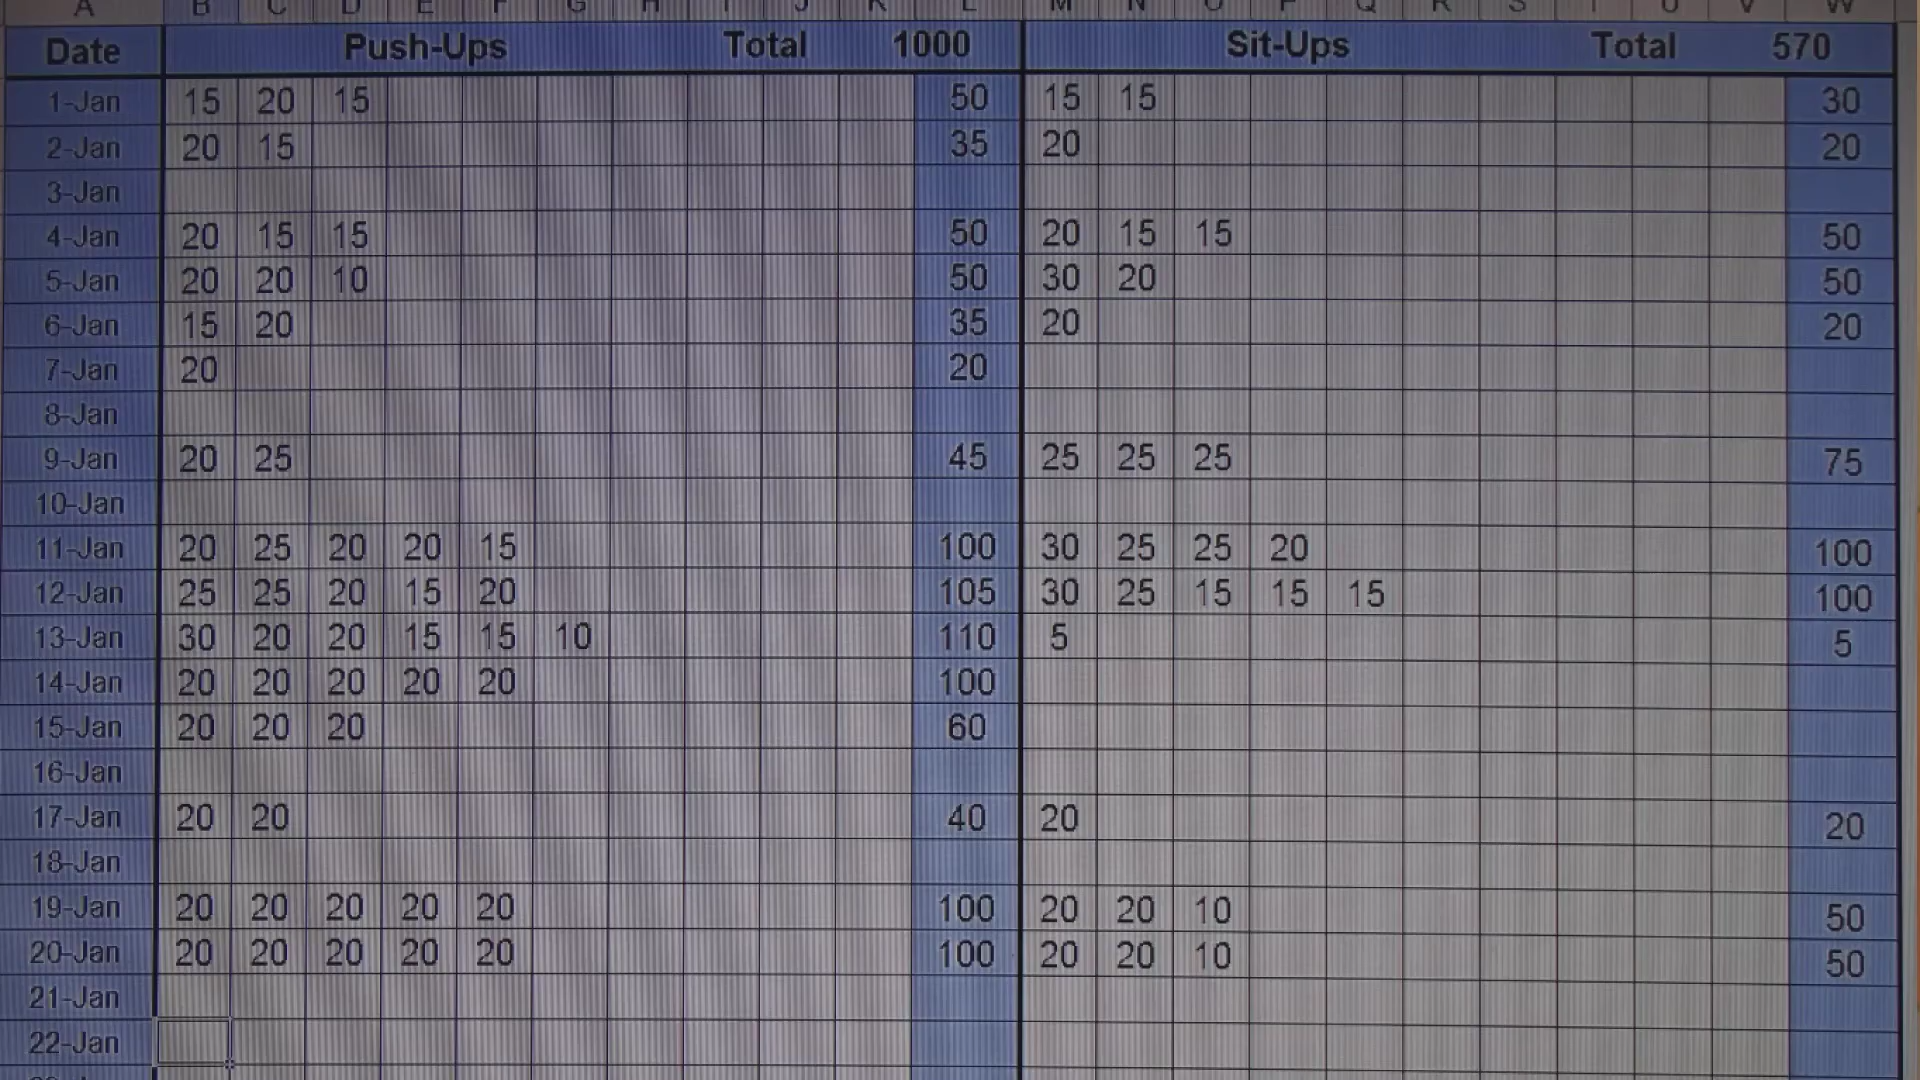 A B C D E F G H I J K L M N O P Q R S T U V W
Date Push-Ups Total 1000 Sit-Ups Total 570
1-Jan 15 20 15 50 15 15 30
2-Jan 20 15 35 20 20
3-Jan
4-Jan 20 15 15 50 20 15 15 50
5-Jan 20 20 10 50 30 20 50
6-Jan 15 20 35 20 20
7-Jan 20 20
8-Jan
9-Jan 20 25 45 25 25 25 75
10-Jan
11-Jan 20 25 20 20 15 100 30 25 25 20 100
12-Jan 25 25 20 15 20 105 30 25 15 15 15 100
13-Jan 30 20 20 15 15 10 110 5 5
14-Jan 20 20 20 20 20 100
15-Jan 20 20 20 60
16-Jan
17-Jan 20 20 40 20 20
18-Jan
19-Jan 20 20 20 20 20 100 20 20 10 50
20-Jan 20 20 20 20 20 100 20 20 10 50
21-Jan
22-Jan